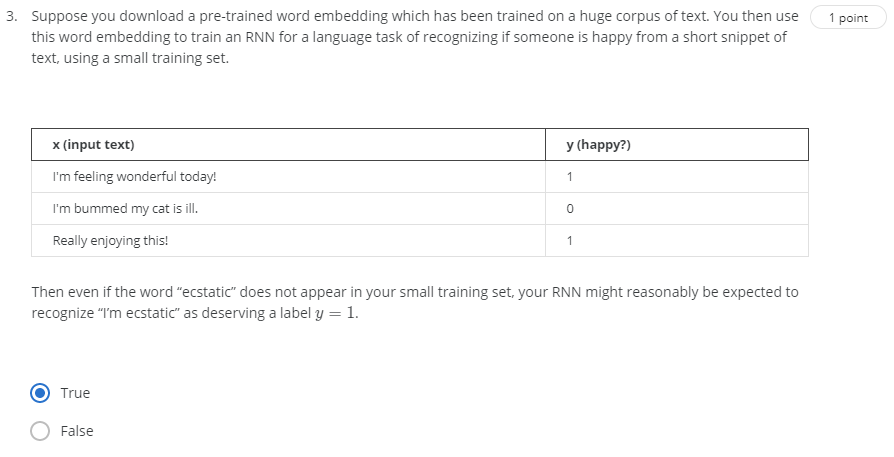 3. Suppose you download a pre-trained word embedding which has been trained on a huge corpus of text. You then use
1 point
this word embedding to train an RNN for a language task of recognizing if someone is happy from a short snippet of
text, using a small training set.
x (input text) y (happy?)
I'm feeling wonderful today! 1
I'm bummed my cat is ill. 0
Really enjoying this! 1
Then even if the word “ecstatic” does not appear in your small training set, your RNN might reasonably be expected to
recognize “I’m ecstatic” as deserving a label y = 1.
True
False